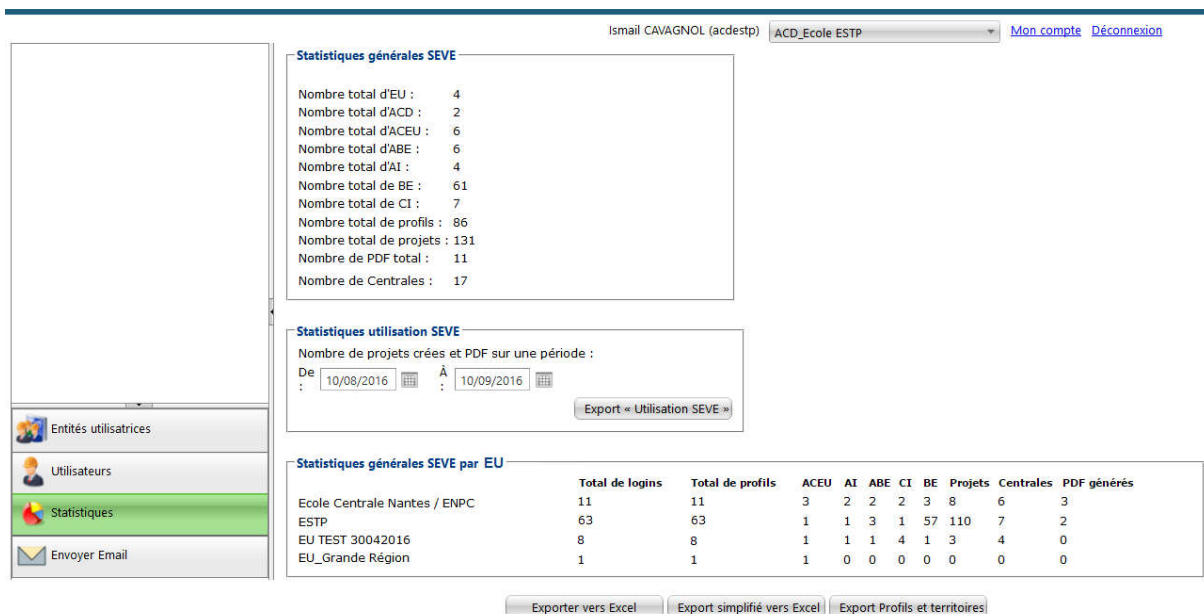 Ismail CAVAGNOL (acdestp) ACD_Ecole ESTP Mon compte Déconnexion
Statistiques générales SEVE
Nombre total d'EU : 4
Nombre total d'ACD : 2
Nombre total d'ACEU : 6
Nombre total d'ABE : 6
Nombre total d'AI : 4
Nombre total de BE : 61
Nombre total de CI : 7
Nombre total de profils : 86
Nombre total de projets : 131
Nombre de PDF total : 11
Nombre de Centrales : 17
Statistiques utilisation SEVE
Nombre de projets crées et PDF sur une période :
De : 10/08/2016 À : 10/09/2016
Export « Utilisation SEVE »
Entités utilisatrices
Utilisateurs
Statistiques
Envoyer Email
Statistiques générales SEVE par EU
Total de logins Total de profils ACEU AI ABE CI BE Projets Centrales PDF générés
Ecole Centrale Nantes / ENPC 11 11 3 2 2 2 3 8 6 3
ESTP 63 63 1 1 3 1 57 110 7 2
EU TEST 30042016 8 8 1 1 1 4 1 3 4 0
EU_Grande Région 1 1 1 0 0 0 0 0 0 0
Exporter vers Excel Export simplifié vers Excel Export Profils et territoires